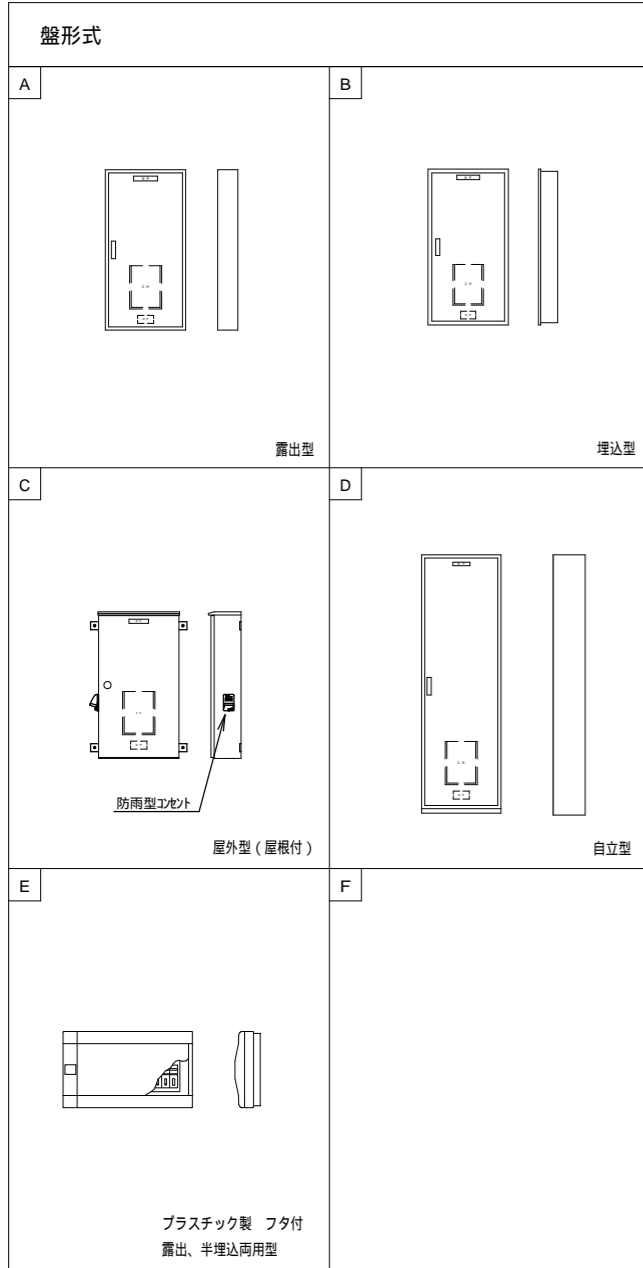 盤形式
A
B
露出型
埋込型
C
D
防雨型コンセント
屋外型（屋根付）
自立型
E
F
プラスチック製　フタ付
露出、半埋込両用型